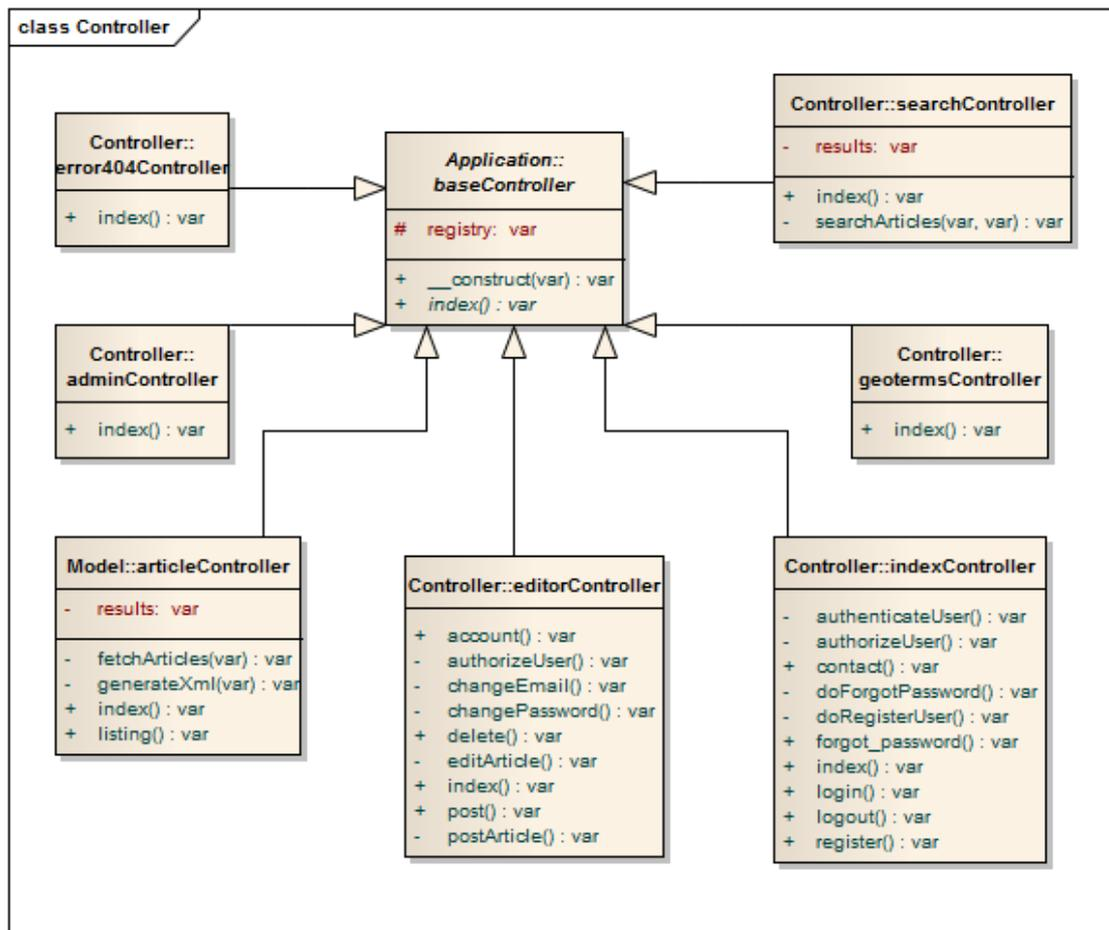 class Controller
Controller::
error404Controller
+ index() : var
Application::
baseController
# registry: var
+ __construct(var) : var
+ index() : var
Controller::searchController
- results: var
+ index() : var
- searchArticles(var, var) : var
Controller::
adminController
+ index() : var
Controller::
geotermsController
+ index() : var
Model::articleController
- results: var
- fetchArticles(var) : var
- generateXml(var) : var
+ index() : var
+ listing() : var
Controller::editorController
+ account() : var
- authorizeUser() : var
- changeEmail() : var
- changePassword() : var
+ delete() : var
- editArticle() : var
+ index() : var
+ post() : var
- postArticle() : var
Controller::indexController
- authenticateUser() : var
- authorizeUser() : var
+ contact() : var
- doForgotPassword() : var
- doRegisterUser() : var
+ forgot_password() : var
+ index() : var
+ login() : var
+ logout() : var
+ register() : var